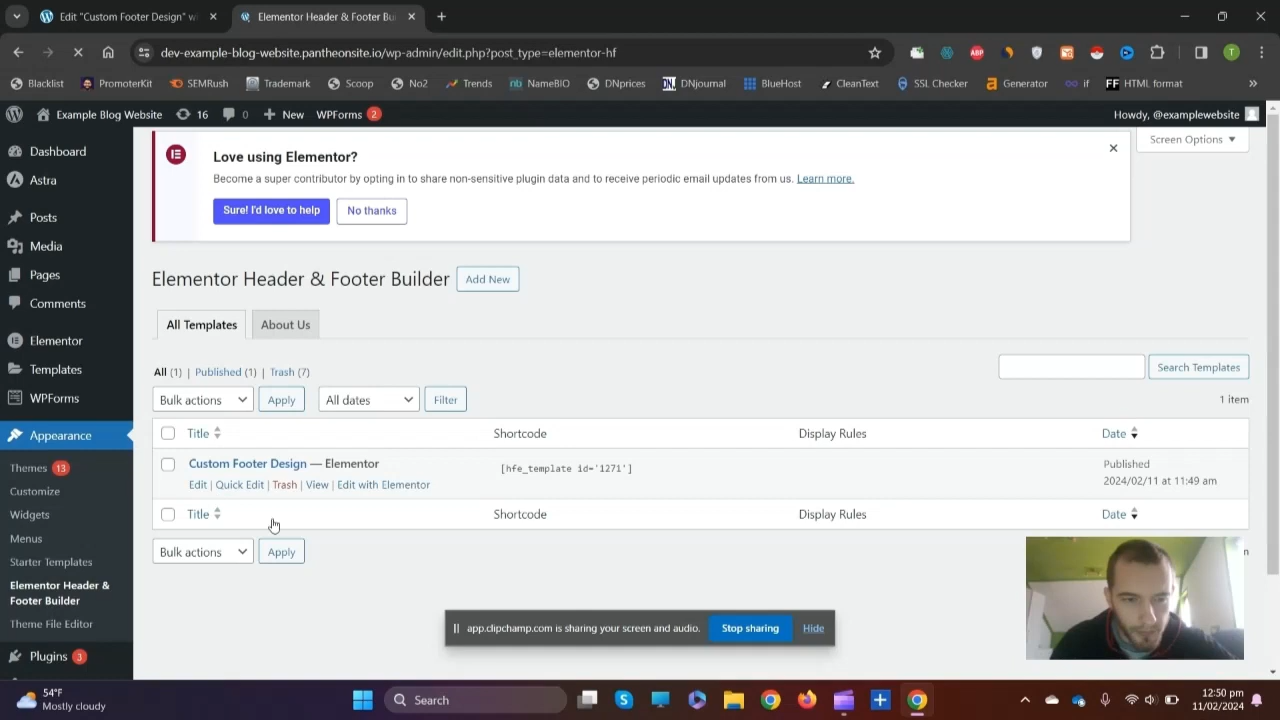 Edit "Custom Footer Design" wi
Elementor Header & Footer Bui
dev-example-blog-website.pantheonsite.io/wp-admin/edit.php?post_type=elementor-hf
ABP
T
Blacklist PromoterKit SEMRush Trademark Scoop No2 Trends nb NameBIO DNprices DNjournal BlueHost CleanText SSL Checker Generator if FF HTML format »
Example Blog Website 16 0 New WPForms 2 Howdy, @examplewebsite
Screen Options ▼
Dashboard
Astra
Posts
Media
Pages
Comments
Elementor
Templates
WPForms
Appearance
Themes 13
Customize
Widgets
Menus
Starter Templates
Elementor Header &
Footer Builder
Theme File Editor
Plugins 3
Love using Elementor?
Become a super contributor by opting in to share non-sensitive plugin data and to receive periodic email updates from us. Learn more.
Sure! I'd love to help No thanks
Elementor Header & Footer Builder Add New
All Templates About Us
All (1) | Published (1) | Trash (7)
Search Templates
Bulk actions Apply All dates Filter 1 item
Title Shortcode Display Rules Date
Custom Footer Design — Elementor [hfe_template id='1271'] Published
2024/02/11 at 11:49 am
Edit | Quick Edit | Trash | View | Edit with Elementor
Title Shortcode Display Rules Date
Bulk actions Apply
app.clipchamp.com is sharing your screen and audio. Stop sharing Hide
54°F
Mostly cloudy
Search
12:50 pm
11/02/2024